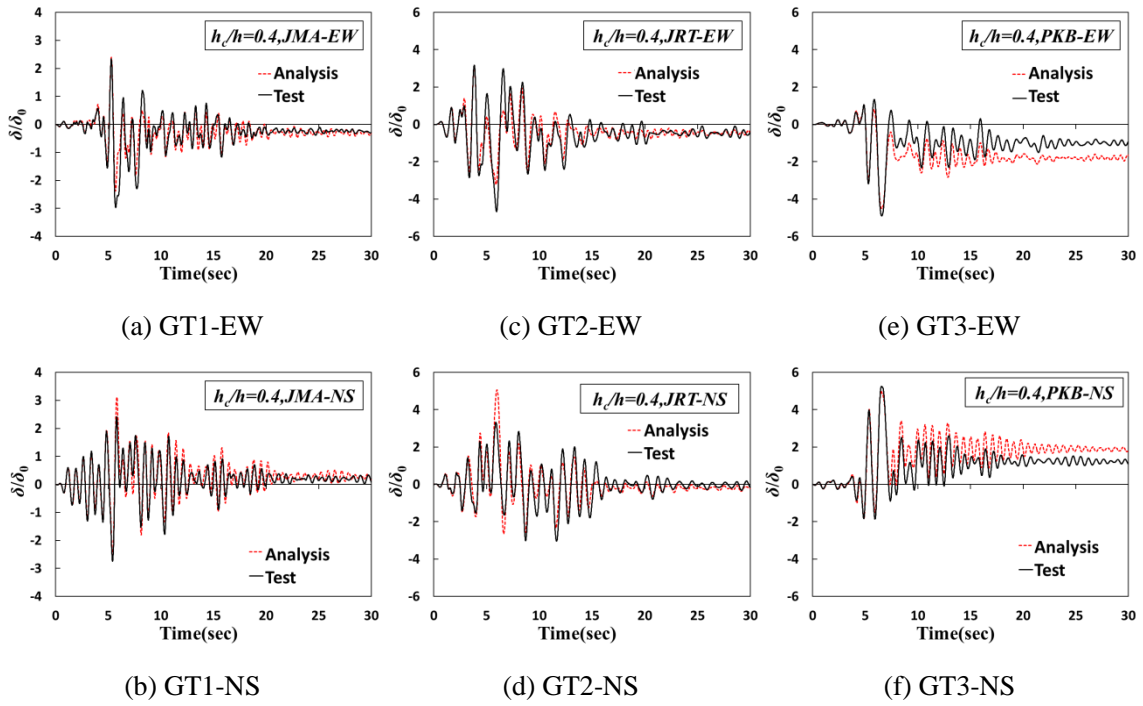 4
3
2
1
0
-1
-2
-3
-4
δ/δ0
hc/h=0.4,JMA-EW
Analysis
Test
0 5 10 15 20 25 30
Time(sec)
(a) GT1-EW
6
4
2
0
-2
-4
-6
δ/δ0
hc/h=0.4,JRT-EW
Analysis
Test
0 5 10 15 20 25 30
Time(sec)
(c) GT2-EW
6
4
2
0
-2
-4
-6
δ/δ0
hc/h=0.4,PKB-EW
Analysis
Test
0 5 10 15 20 25 30
Time(sec)
(e) GT3-EW
4
3
2
1
0
-1
-2
-3
-4
δ/δ0
hc/h=0.4,JMA-NS
Analysis
Test
0 5 10 15 20 25 30
Time(sec)
(b) GT1-NS
6
4
2
0
-2
-4
-6
δ/δ0
hc/h=0.4,JRT-NS
Analysis
Test
0 5 10 15 20 25 30
Time(sec)
(d) GT2-NS
6
4
2
0
-2
-4
-6
δ/δ0
hc/h=0.4,PKB-NS
Analysis
Test
0 5 10 15 20 25 30
Time(sec)
(f) GT3-NS